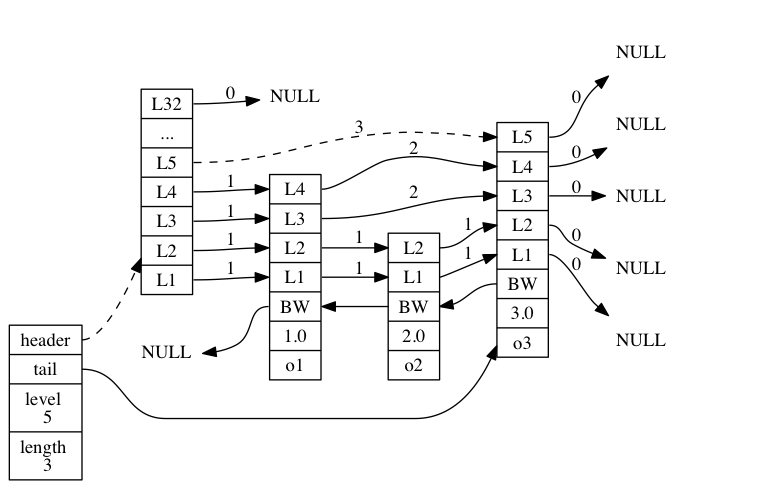 NULL
L32
0
NULL
...
L5
3
L4
1
L3
1
L2
1
L1
1
L4
2
L3
2
L2
1
L1
1
BW
1.0
o1
NULL
L2
1
L1
1
BW
2.0
o2
L5
0
L4
0
NULL
L3
0
NULL
L2
0
NULL
L1
0
NULL
BW
3.0
o3
header
tail
level
5
length
3